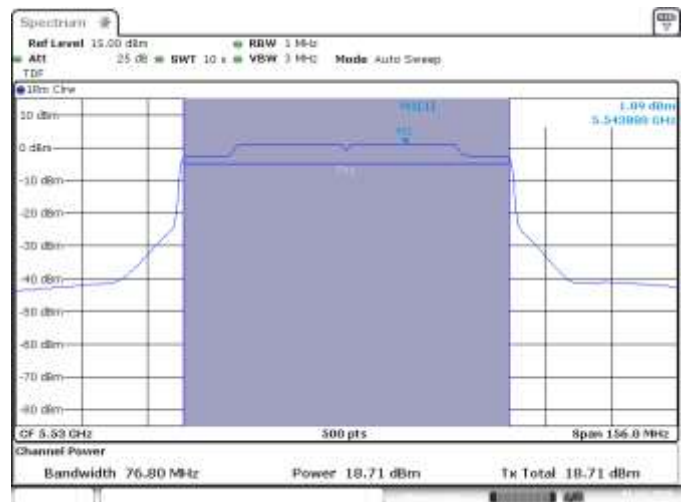 Spectrum
Ref Level 15.00 dBm RBW 1 MHz
Att 25 dB SWT 10 s VBW 3 MHz Mode Auto Sweep
TDF
1Rm Clrw
M1[1] 1.09 dBm
10 dBm
0 dBm
-10 dBm
-20 dBm
-30 dBm
-40 dBm
-50 dBm
-60 dBm
-70 dBm
-80 dBm
CF 5.53 GHz 500 pts Span 156.0 MHz
Channel Power
Bandwidth 76.80 MHz Power 18.71 dBm Tx Total 18.71 dBm